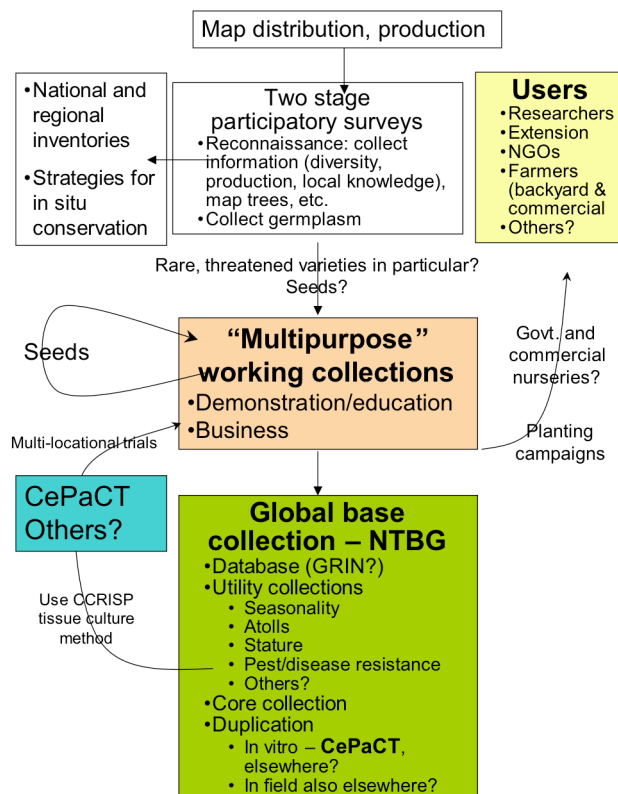 Map distribution, production
•National and
regional
inventories
•Strategies for
in situ
conservation
Two stage
participatory surveys
•Reconnaissance: collect
information (diversity,
production, local knowledge),
map trees, etc.
•Collect germplasm
Users
•Researchers
•Extension
•NGOs
•Farmers
(backyard &
commercial
•Others?
Rare, threatened varieties in particular?
Seeds?
Seeds
“Multipurpose”
working collections
•Demonstration/education
•Business
Govt. and
commercial
nurseries?
Planting
campaigns
Multi-locational trials
CePaCT
Others?
Use CCRISP
tissue culture
method
Global base
collection – NTBG
•Database (GRIN?)
•Utility collections
• Seasonality
• Atolls
• Stature
• Pest/disease resistance
• Others?
•Core collection
•Duplication
• In vitro – CePaCT,
elsewhere?
• In field also elsewhere?